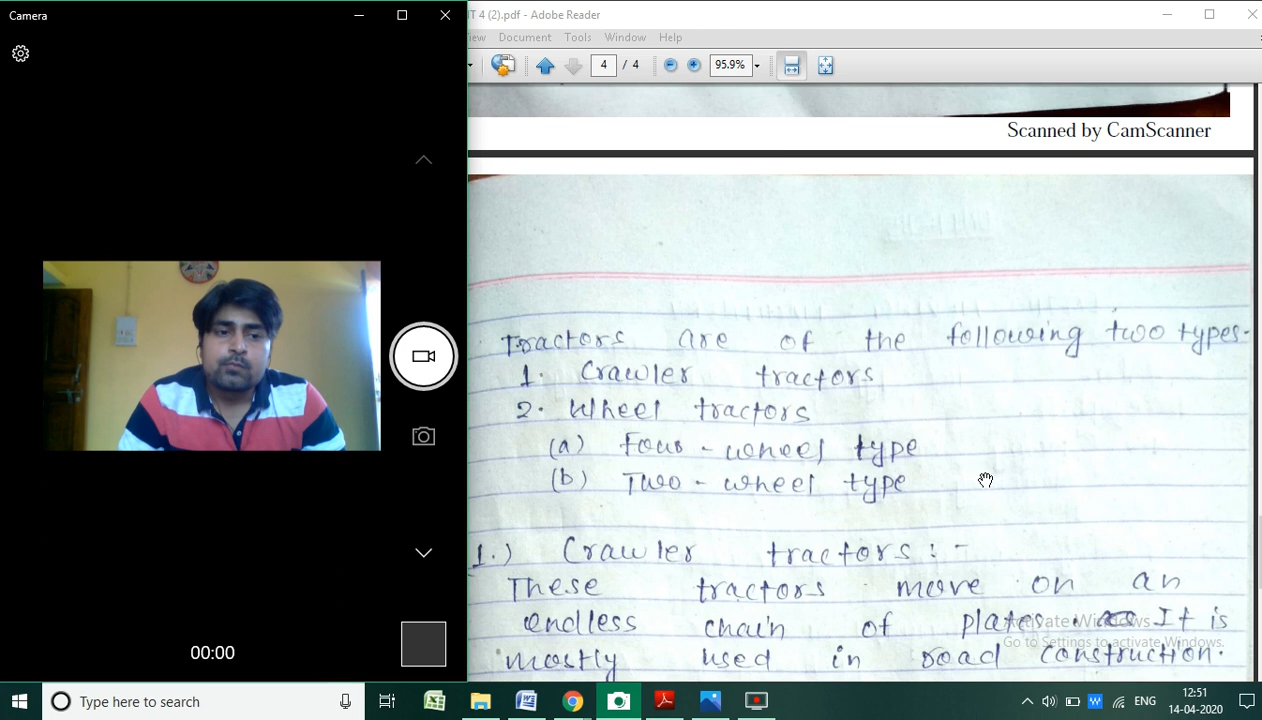 Camera
IT 4 (2).pdf - Adobe Reader
iew Document Tools Window Help
4 / 4 95.9%
Scanned by CamScanner
Tractors are of the following two types-
1. Crawler tractors
2. Wheel tractors
(a) Four - wheel type
(b) Two - wheel type
1.) Crawler tractors : -
These tractors move on an
endless chain of plates. It is
mostly used in road construction.
Activate Windows
Go to Settings to activate Windows.
00:00
Type here to search
ENG
12:51
14-04-2020